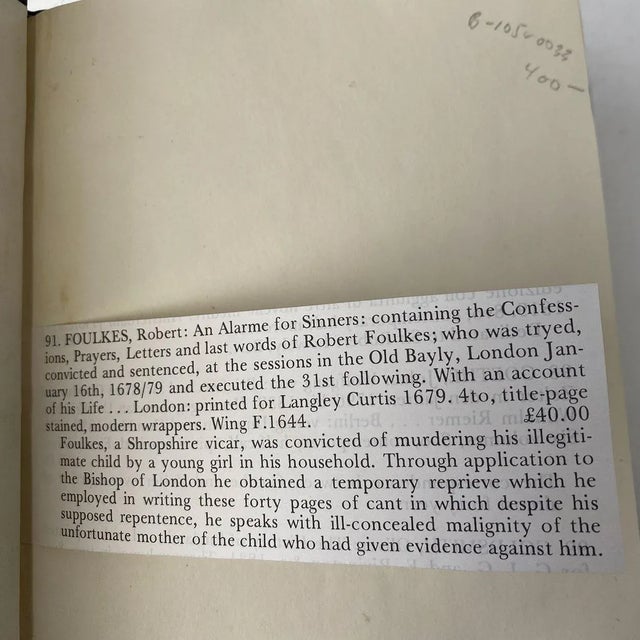 B-105-0033
400-
91. FOULKES, Robert: An Alarme for Sinners: containing the Confess-
ions, Prayers, Letters and last words of Robert Foulkes; who was tryed,
convicted and sentenced, at the sessions in the Old Bayly, London Jan-
uary 16th, 1678/79 and executed the 31st following. With an account
of his Life ... London: printed for Langley Curtis 1679. 4to, title-page
stained, modern wrappers. Wing F.1644. £40.00
Foulkes, a Shropshire vicar, was convicted of murdering his illegiti-
mate child by a young girl in his household. Through application to
the Bishop of London he obtained a temporary reprieve which he
employed in writing these forty pages of cant in which despite his
supposed repentence, he speaks with ill-concealed malignity of the
unfortunate mother of the child who had given evidence against him.